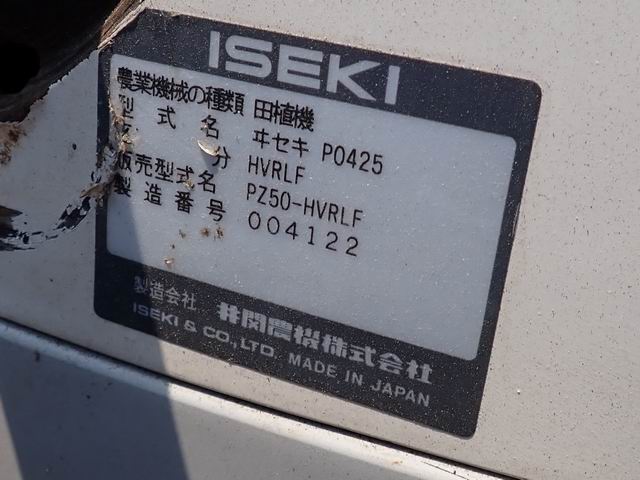 ISEKI
農業機械の種類 田植機
型式名 ヰセキ P0425
区分 HVRLF
販売型式名 PZ50-HVRLF
製造番号 004122
製造会社 井関農機株式会社
ISEKI & CO., LTD. MADE IN JAPAN